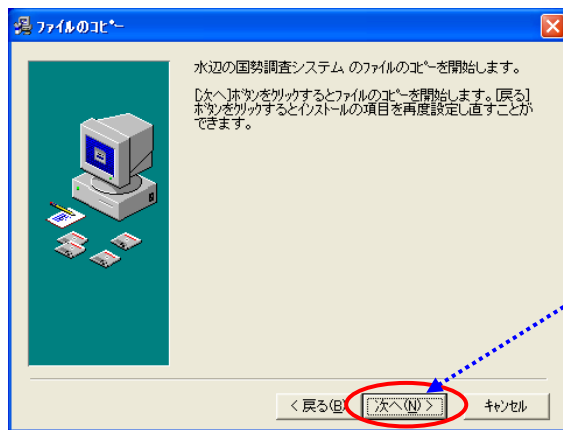 ファイルのコピー
水辺の国勢調査システム のファイルのコピーを開始します。
[次へ]ボタンをクリックするとファイルのコピーを開始します。[戻る]
ボタンをクリックするとインストールの項目を再度設定し直すことが
できます。
< 戻る(B)
次へ(N) >
キャンセル